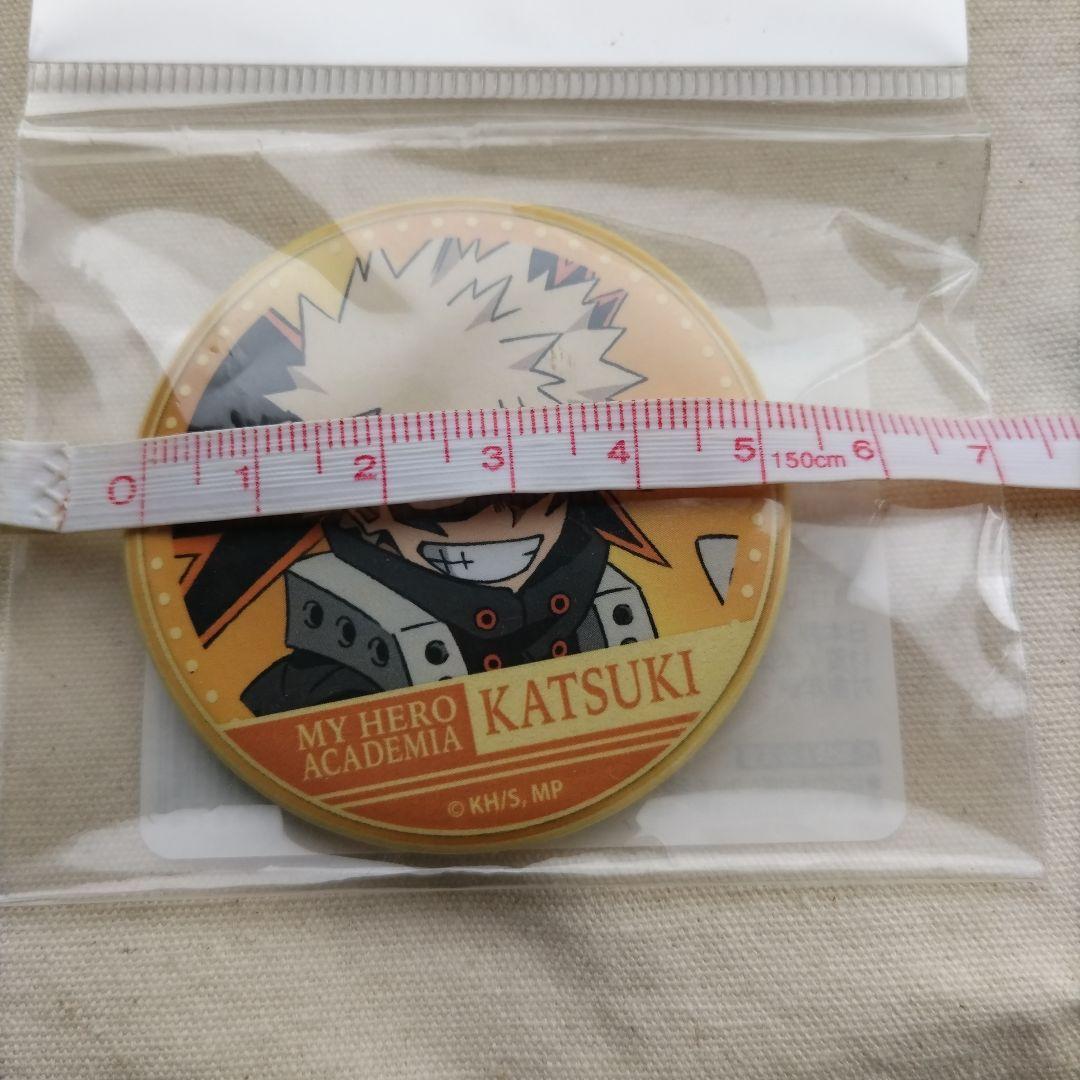 0 1 2 3 4 5 150cm 6 7
MY HERO
ACADEMIA
KATSUKI
© KH/S, MP